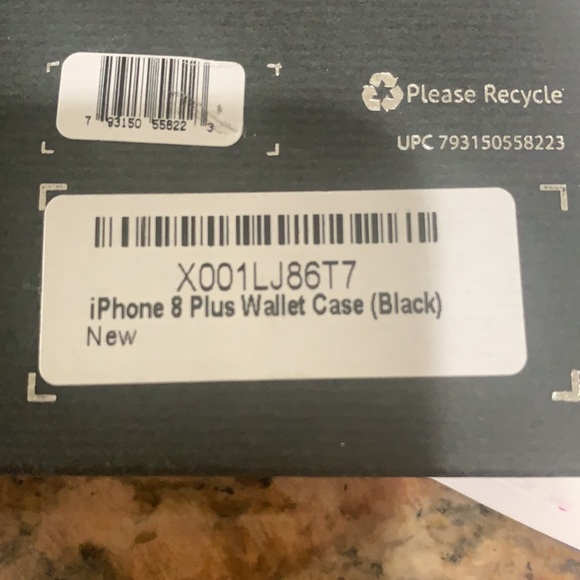 7 93150 55822 3
Please Recycle
UPC 793150558223
X001LJ86T7
iPhone 8 Plus Wallet Case (Black)
New